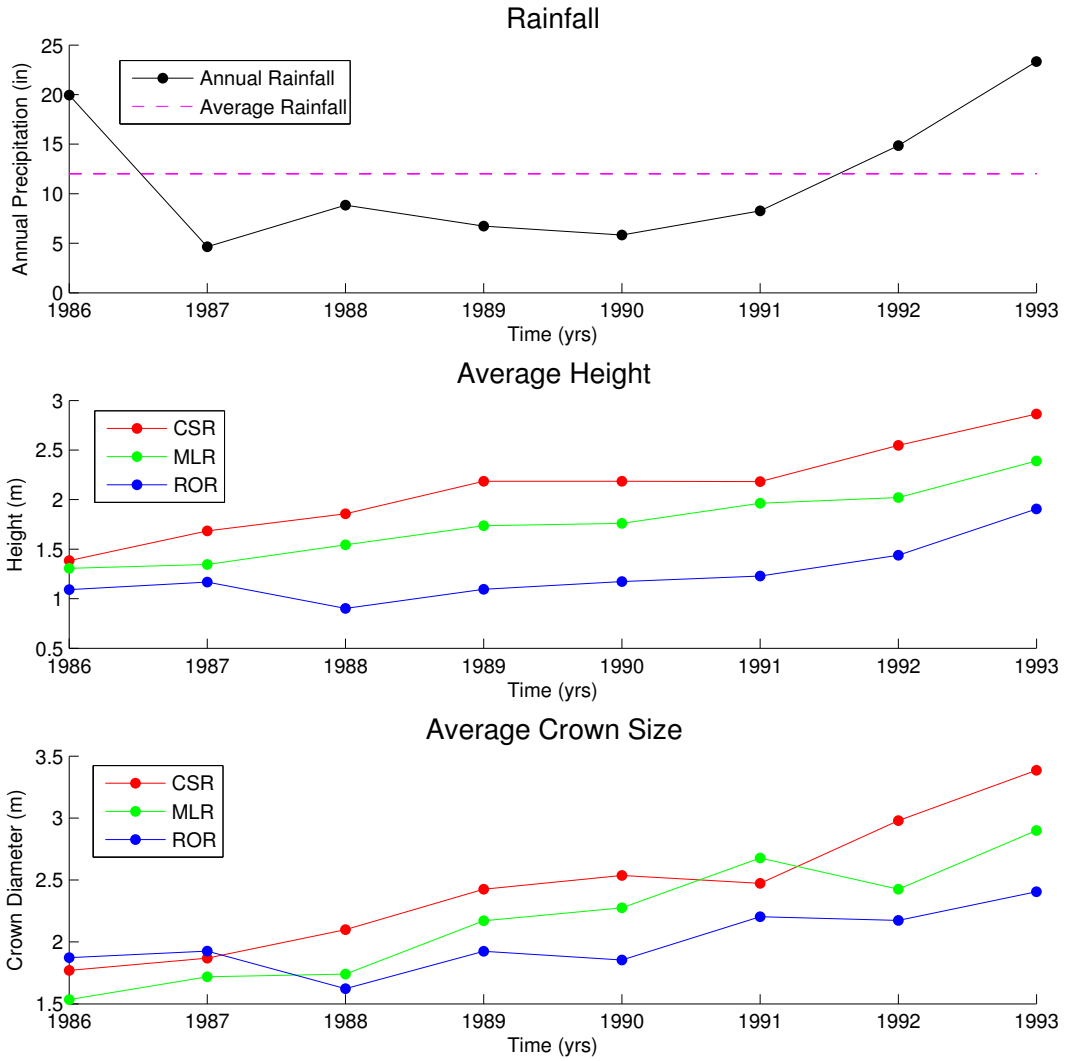 Rainfall
Annual Precipitation (in)
25
20
15
10
5
0
Annual Rainfall
Average Rainfall
1986 1987 1988 1989 1990 1991 1992 1993
Time (yrs)
Average Height
Height (m)
3
2.5
2
1.5
1
0.5
CSR
MLR
ROR
1986 1987 1988 1989 1990 1991 1992 1993
Time (yrs)
Average Crown Size
Crown Diameter (m)
3.5
3
2.5
2
1.5
CSR
MLR
ROR
1986 1987 1988 1989 1990 1991 1992 1993
Time (yrs)